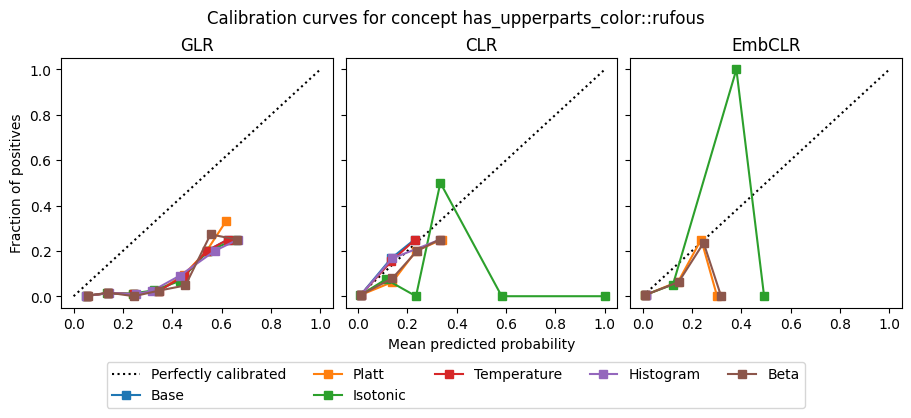 Calibration curves for concept has_upperparts_color::rufous
GLR
CLR
EmbCLR
Fraction of positives
1.0
0.8
0.6
0.4
0.2
0.0
0.0 0.2 0.4 0.6 0.8 1.0
0.0 0.2 0.4 0.6 0.8 1.0
0.0 0.2 0.4 0.6 0.8 1.0
Mean predicted probability
Perfectly calibrated
Base
Platt
Isotonic
Temperature
Histogram
Beta